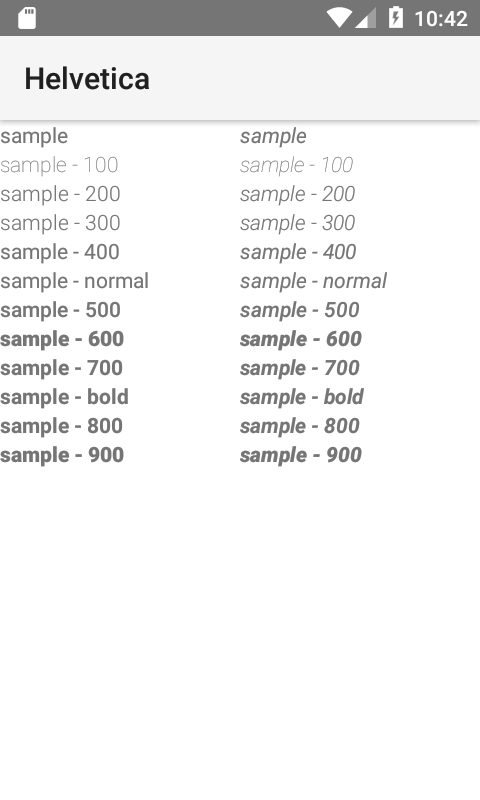 10:42
Helvetica
sample sample
sample - 100 sample - 100
sample - 200 sample - 200
sample - 300 sample - 300
sample - 400 sample - 400
sample - normal sample - normal
sample - 500 sample - 500
sample - 600 sample - 600
sample - 700 sample - 700
sample - bold sample - bold
sample - 800 sample - 800
sample - 900 sample - 900